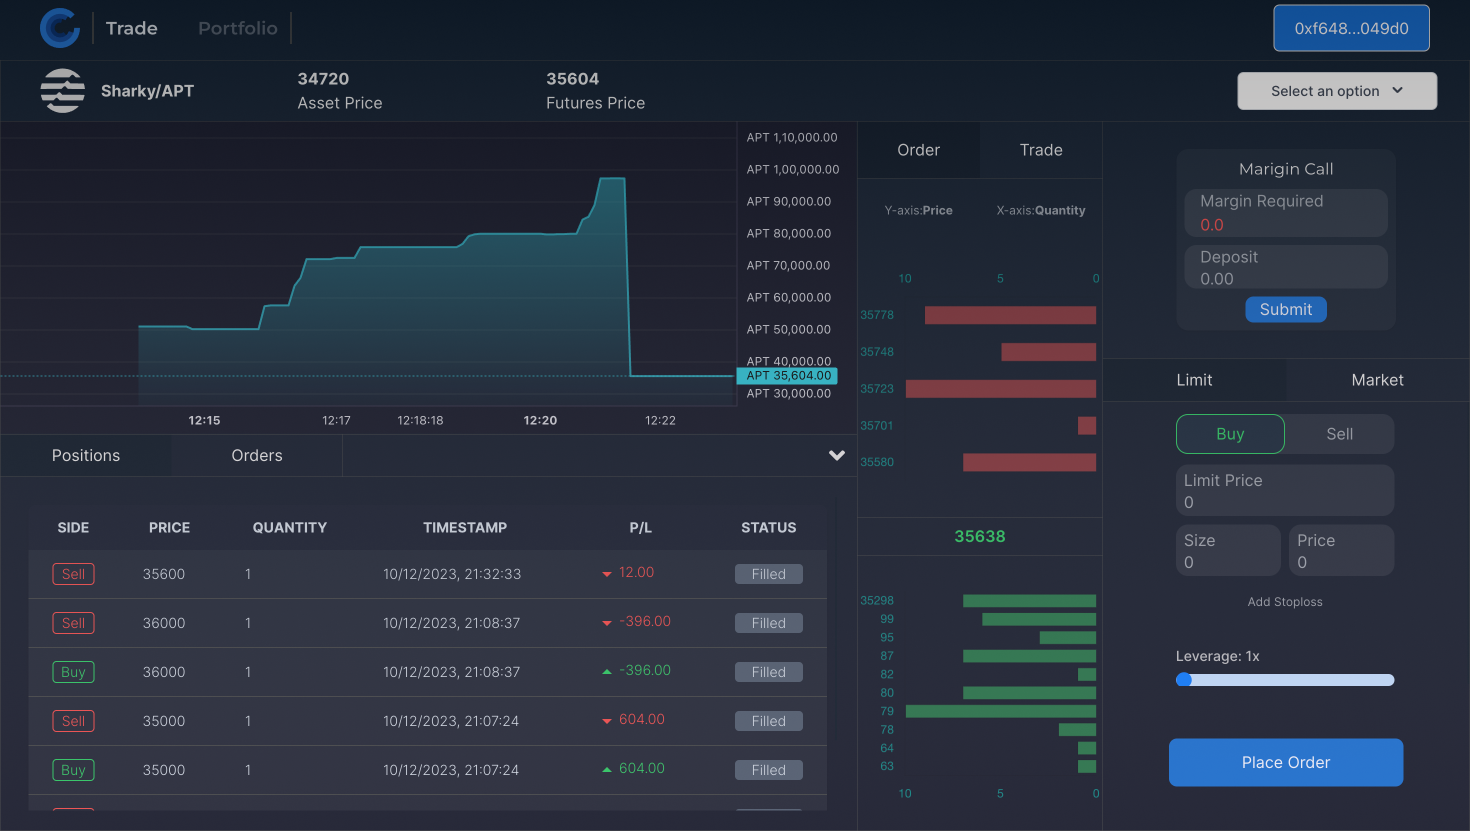 Trade
Portfolio
0xf648...049d0
Sharky/APT
34720
Asset Price
35604
Futures Price
Select an option
APT 1,10,000.00
APT 1,00,000.00
APT 90,000.00
APT 80,000.00
APT 70,000.00
APT 60,000.00
APT 50,000.00
APT 40,000.00
APT 35,604.00
APT 30,000.00
12:15 12:17 12:18:18 12:20 12:22
Positions
Orders
SIDE PRICE QUANTITY TIMESTAMP P/L STATUS
Sell 35600 1 10/12/2023, 21:32:33 12.00 Filled
Sell 36000 1 10/12/2023, 21:08:37 -396.00 Filled
Buy 36000 1 10/12/2023, 21:08:37 -396.00 Filled
Sell 35000 1 10/12/2023, 21:07:24 604.00 Filled
Buy 35000 1 10/12/2023, 21:07:24 604.00 Filled
Order
Trade
Y-axis:Price X-axis:Quantity
10 5 0
35778
35748
35723
35701
35580
35638
35298
99
95
87
82
80
79
78
64
63
10 5 0
Marigin Call
Margin Required
0.0
Deposit
0.00
Submit
Limit
Market
Buy
Sell
Limit Price
0
Size
0
Price
0
Add Stoploss
Leverage: 1x
Place Order